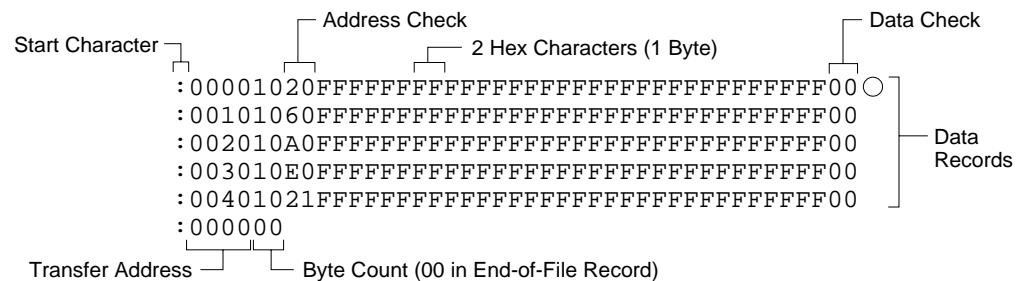 Address Check
Data Check
Start Character
2 Hex Characters (1 Byte)
:00001020FFFFFFFFFFFFFFFFFFFFFFFFFFFFFFFF00
:00101060FFFFFFFFFFFFFFFFFFFFFFFFFFFFFFFF00
:002010A0FFFFFFFFFFFFFFFFFFFFFFFFFFFFFFFF00
:003010E0FFFFFFFFFFFFFFFFFFFFFFFFFFFFFFFF00
:00401021FFFFFFFFFFFFFFFFFFFFFFFFFFFFFFFF00
:000000
Data
Records
Transfer Address
Byte Count (00 in End-of-File Record)